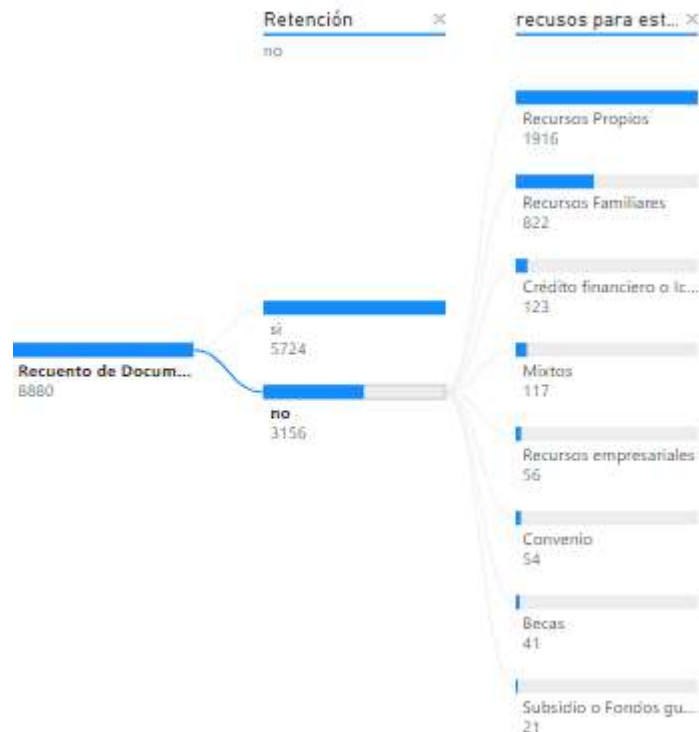 Retención ×
no
recusos para est... ×
Recursos Propios
1916
Recursos Familiares
822
Crédito financiero o Ic...
123
Mixtos
117
Recursos empresariales
56
Convenio
54
Becas
41
Subsidio o Fondos gu...
21
si
5724
no
3156
Recuento de Docum...
8880